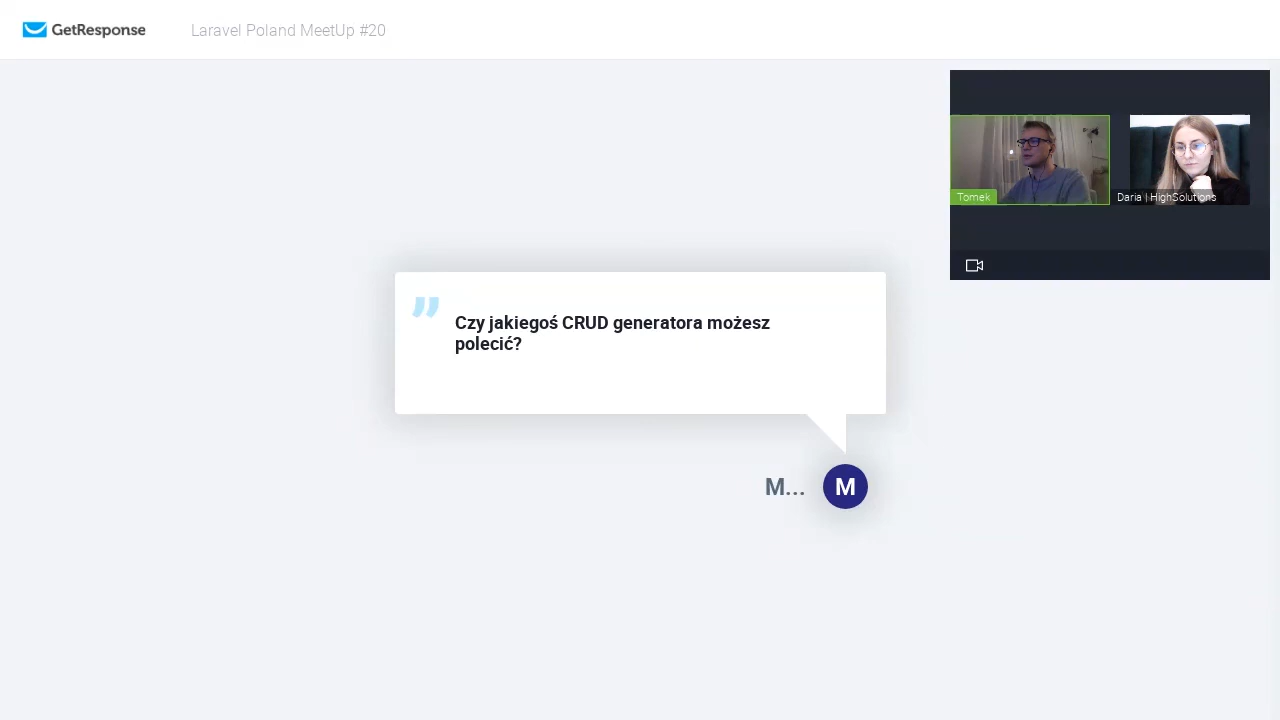 GetResponse
Laravel Poland MeetUp #20
Tomek
Daria | HighSolutions
”
Czy jakiegoś CRUD generatora możesz
polecić?
M...
M